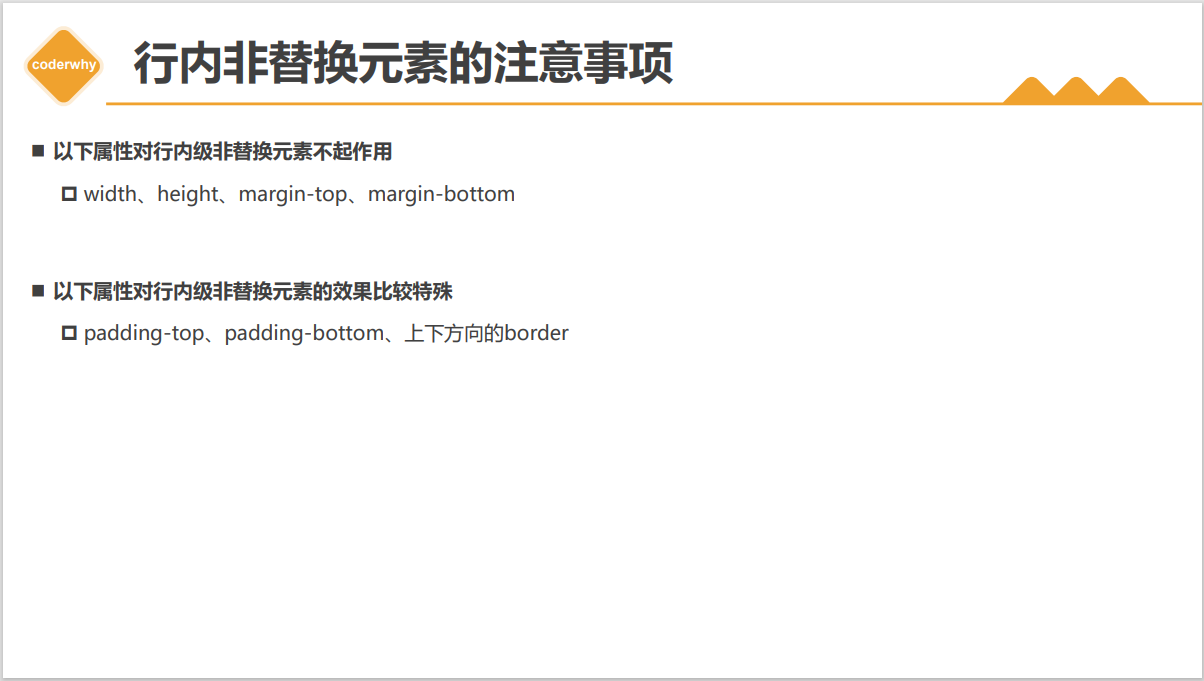 coderwhy
行内非替换元素的注意事项
以下属性对行内级非替换元素不起作用
width、height、margin-top、margin-bottom
以下属性对行内级非替换元素的效果比较特殊
padding-top、padding-bottom、上下方向的border